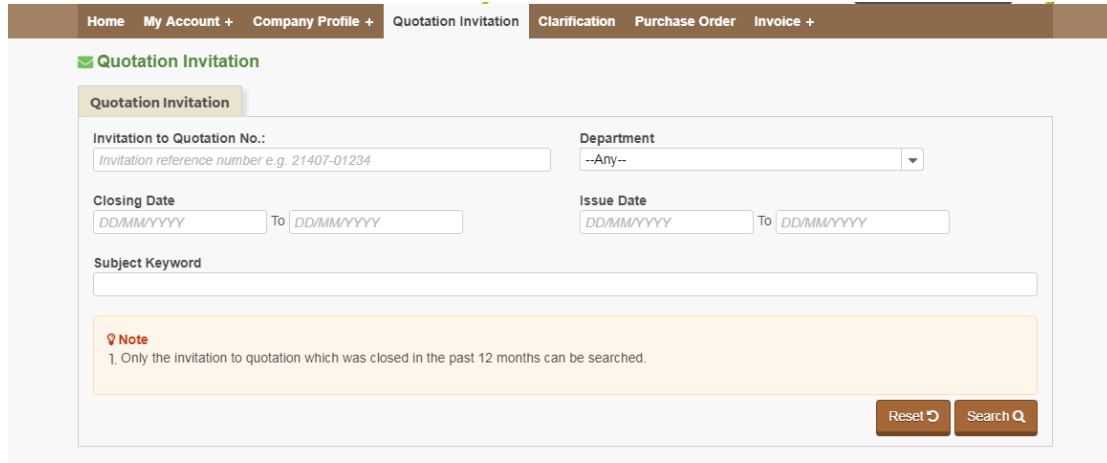 Home My Account + Company Profile + Quotation Invitation Clarification Purchase Order Invoice +
Quotation Invitation
Quotation Invitation
Invitation to Quotation No.: Department
Invitation reference number e.g. 21407-01234 --Any--
Closing Date Issue Date
DD/MM/YYYY To DD/MM/YYYY DD/MM/YYYY To DD/MM/YYYY
Subject Keyword
Note
1. Only the invitation to quotation which was closed in the past 12 months can be searched.
Reset Search